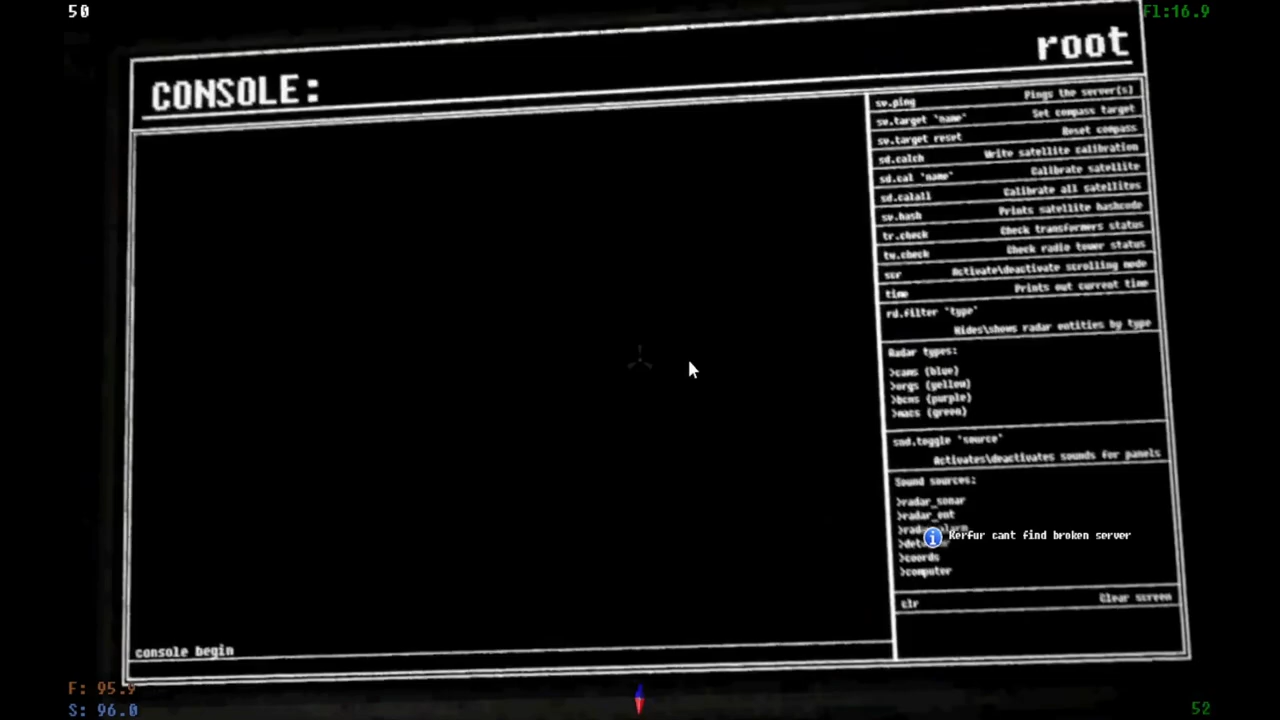 50
Fl:16.9
CONSOLE:
root
sv.ping Pings the server(s)
sv.target 'name' Set compass target
sv.target reset Reset compass
sd.calch Write satellite calibration
sd.cal 'name' Calibrate satellite
sd.calall Calibrate all satellites
sv.hash Prints satellite hashcode
tr.check Check transformers status
tw.check Check radio tower status
scr Activate\deactivate scrolling mode
time Prints out current time
rd.filter 'type'
Hides\shows radar entities by type
Radar types:
>cams (blue)
>orgs (yellow)
>bcns (purple)
>macs (green)
snd.toggle 'source'
Activates\deactivates sounds for panels
Sound sources:
>radar_sonar
>radar_ent
Kerfur cant find broken server
>coords
>computer
clr Clear screen
console begin
F: 95.9
S: 96.0
52